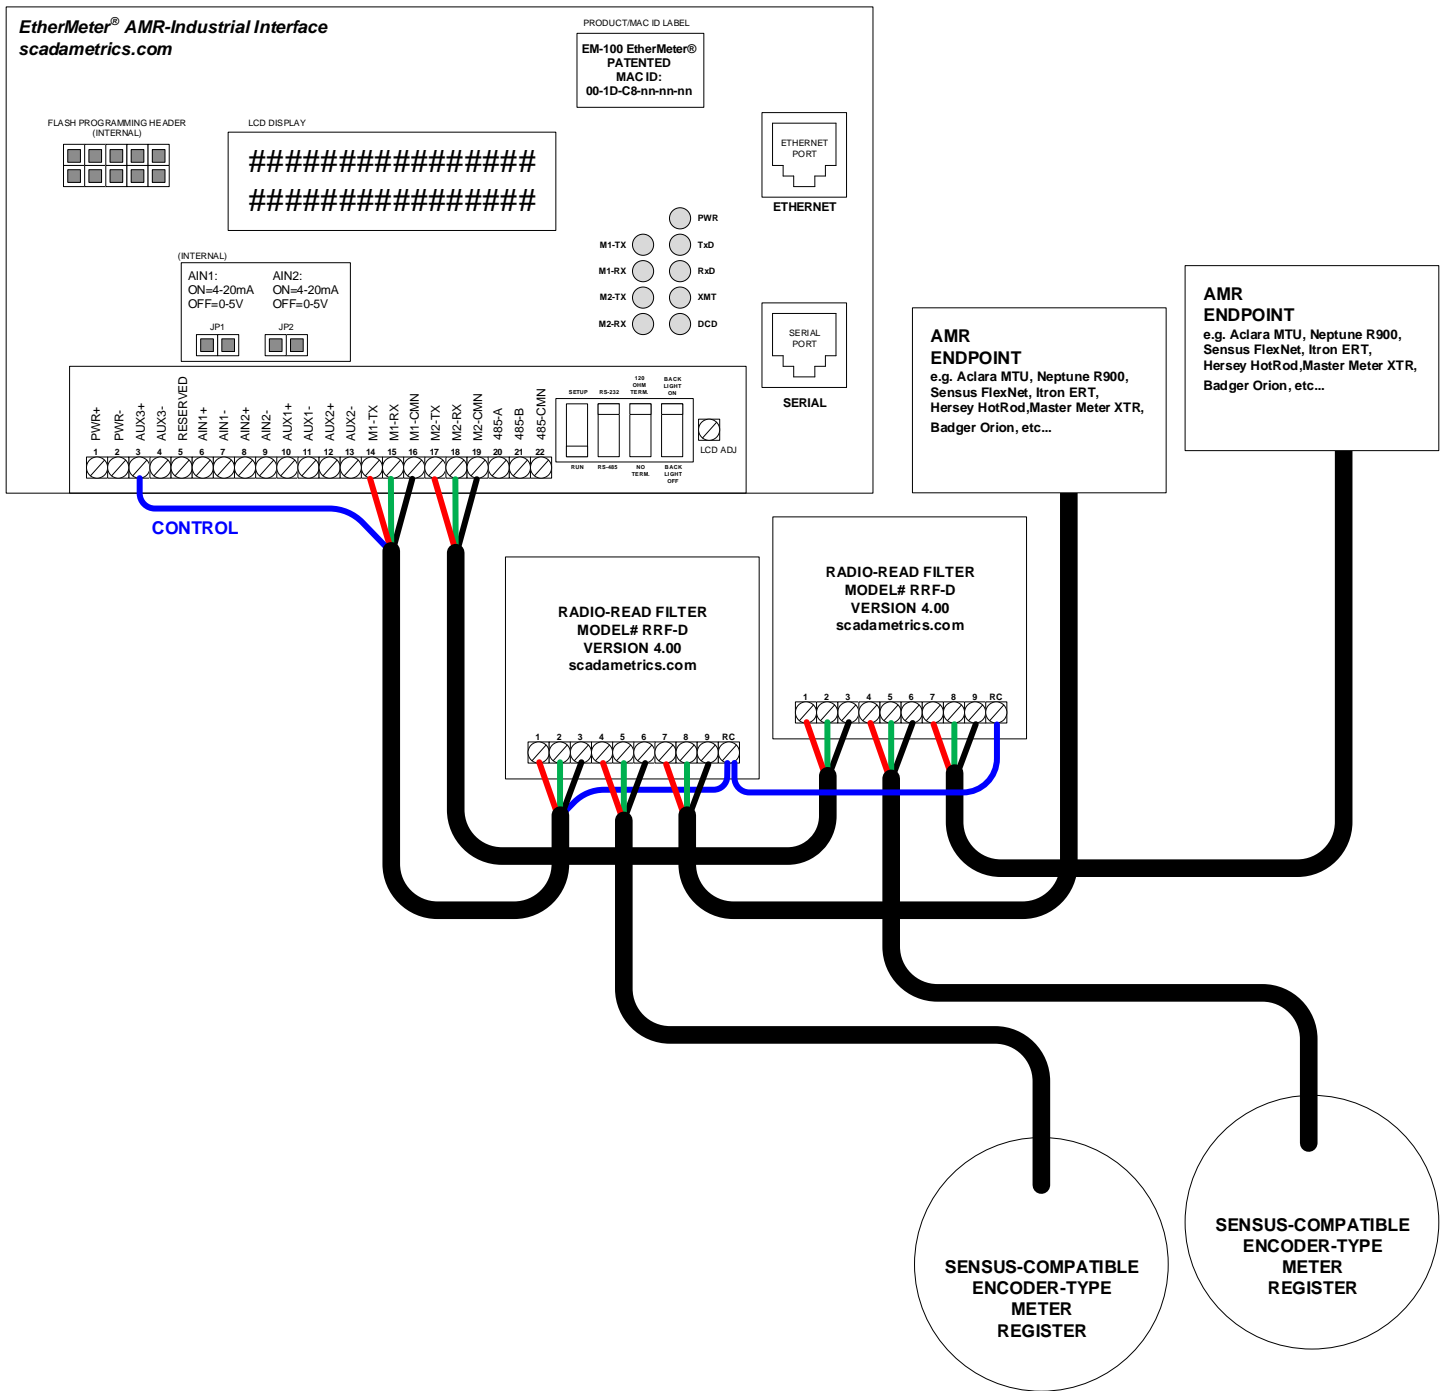 EtherMeter® AMR-Industrial Interface
scadametrics.com
PRODUCT/MAC ID LABEL
EM-100 EtherMeter®
PATENTED
MAC ID:
00-1D-C8-nn-nn-nn
FLASH PROGRAMMING HEADER
(INTERNAL)
LCD DISPLAY
################
################
ETHERNET
PORT
ETHERNET
PWR
M1-TX TxD
M1-RX RxD
M2-TX XMT
M2-RX DCD
(INTERNAL)
AIN1:
ON=4-20mA
OFF=0-5V
AIN2:
ON=4-20mA
OFF=0-5V
JP1 JP2
SERIAL
PORT
SERIAL
PWR+
PWR-
AUX3+
AUX3-
RESERVED
AIN1+
AIN1-
AIN2+
AIN2-
AUX1+
AUX1-
AUX2+
AUX2-
M1-TX
M1-RX
M1-CMN
M2-TX
M2-RX
M2-CMN
485-A
485-B
485-CMN
1 2 3 4 5 6 7 8 9 10 11 12 13 14 15 16 17 18 19 20 21 22
SETUP
RS-232
120
OHM
TERM.
BACK
LIGHT
ON
RUN
RS-485
NO
TERM.
BACK
LIGHT
OFF
LCD ADJ
CONTROL
AMR
ENDPOINT
e.g. Aclara MTU, Neptune R900,
Sensus FlexNet, Itron ERT,
Hersey HotRod,Master Meter XTR,
Badger Orion, etc...
AMR
ENDPOINT
e.g. Aclara MTU, Neptune R900,
Sensus FlexNet, Itron ERT,
Hersey HotRod,Master Meter XTR,
Badger Orion, etc...
RADIO-READ FILTER
MODEL# RRF-D
VERSION 4.00
scadametrics.com
1 2 3 4 5 6 7 8 9 RC
RADIO-READ FILTER
MODEL# RRF-D
VERSION 4.00
scadametrics.com
1 2 3 4 5 6 7 8 9 RC
SENSUS-COMPATIBLE
ENCODER-TYPE
METER
REGISTER
SENSUS-COMPATIBLE
ENCODER-TYPE
METER
REGISTER